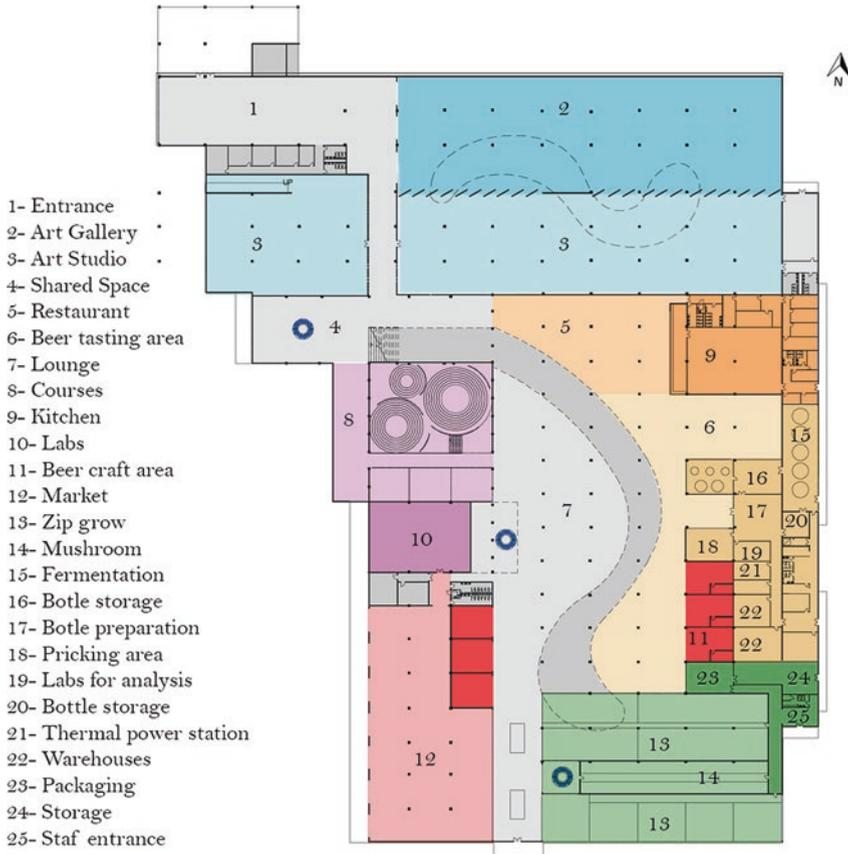 1
2
UP
3
3
4
5
9
8
6
15
16
7
17
10
18
19
20
21
22
11
22
23
24
25
12
13
14
13
N
1- Entrance
2- Art Gallery
3- Art Studio
4- Shared Space
5- Restaurant
6- Beer tasting area
7- Lounge
8- Courses
9- Kitchen
10- Labs
11- Beer craft area
12- Market
13- Zip grow
14- Mushroom
15- Fermentation
16- Botle storage
17- Botle preparation
18- Pricking area
19- Labs for analysis
20- Bottle storage
21- Thermal power station
22- Warehouses
23- Packaging
24- Storage
25- Staf entrance